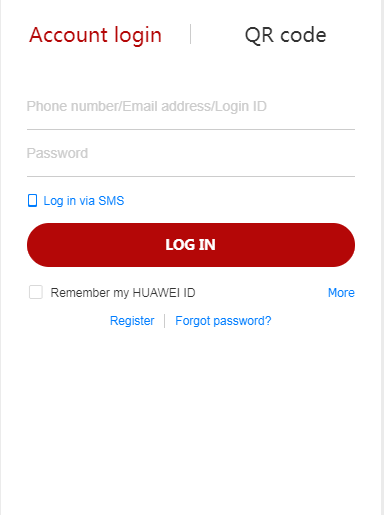 Account login QR code
Phone number/Email address/Login ID
Password
Log in via SMS
LOG IN
Remember my HUAWEI ID More
Register Forgot password?